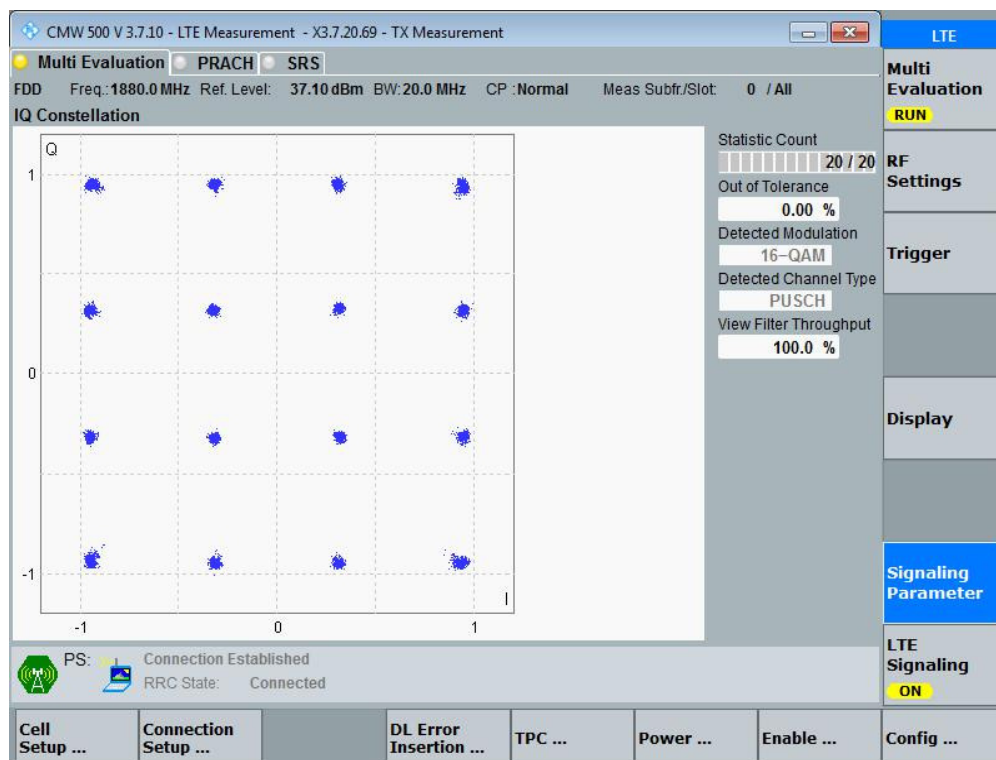 CMW 500 V 3.7.10 - LTE Measurement - X3.7.20.69 - TX Measurement
LTE
Multi Evaluation PRACH SRS
FDD Freq.:1880.0 MHz Ref. Level: 37.10 dBm BW:20.0 MHz CP :Normal Meas Subfr./Slot: 0 / All
IQ Constellation
Q
1
0
-1
-1 0 1
I
Statistic Count
20 / 20
Out of Tolerance
0.00 %
Detected Modulation
16-QAM
Detected Channel Type
PUSCH
View Filter Throughput
100.0 %
Multi
Evaluation
RUN
RF
Settings
Trigger
Display
Signaling
Parameter
LTE
Signaling
ON
PS: Connection Established
RRC State: Connected
Cell
Setup ...
Connection
Setup ...
DL Error
Insertion ...
TPC ...
Power ...
Enable ...
Config ...